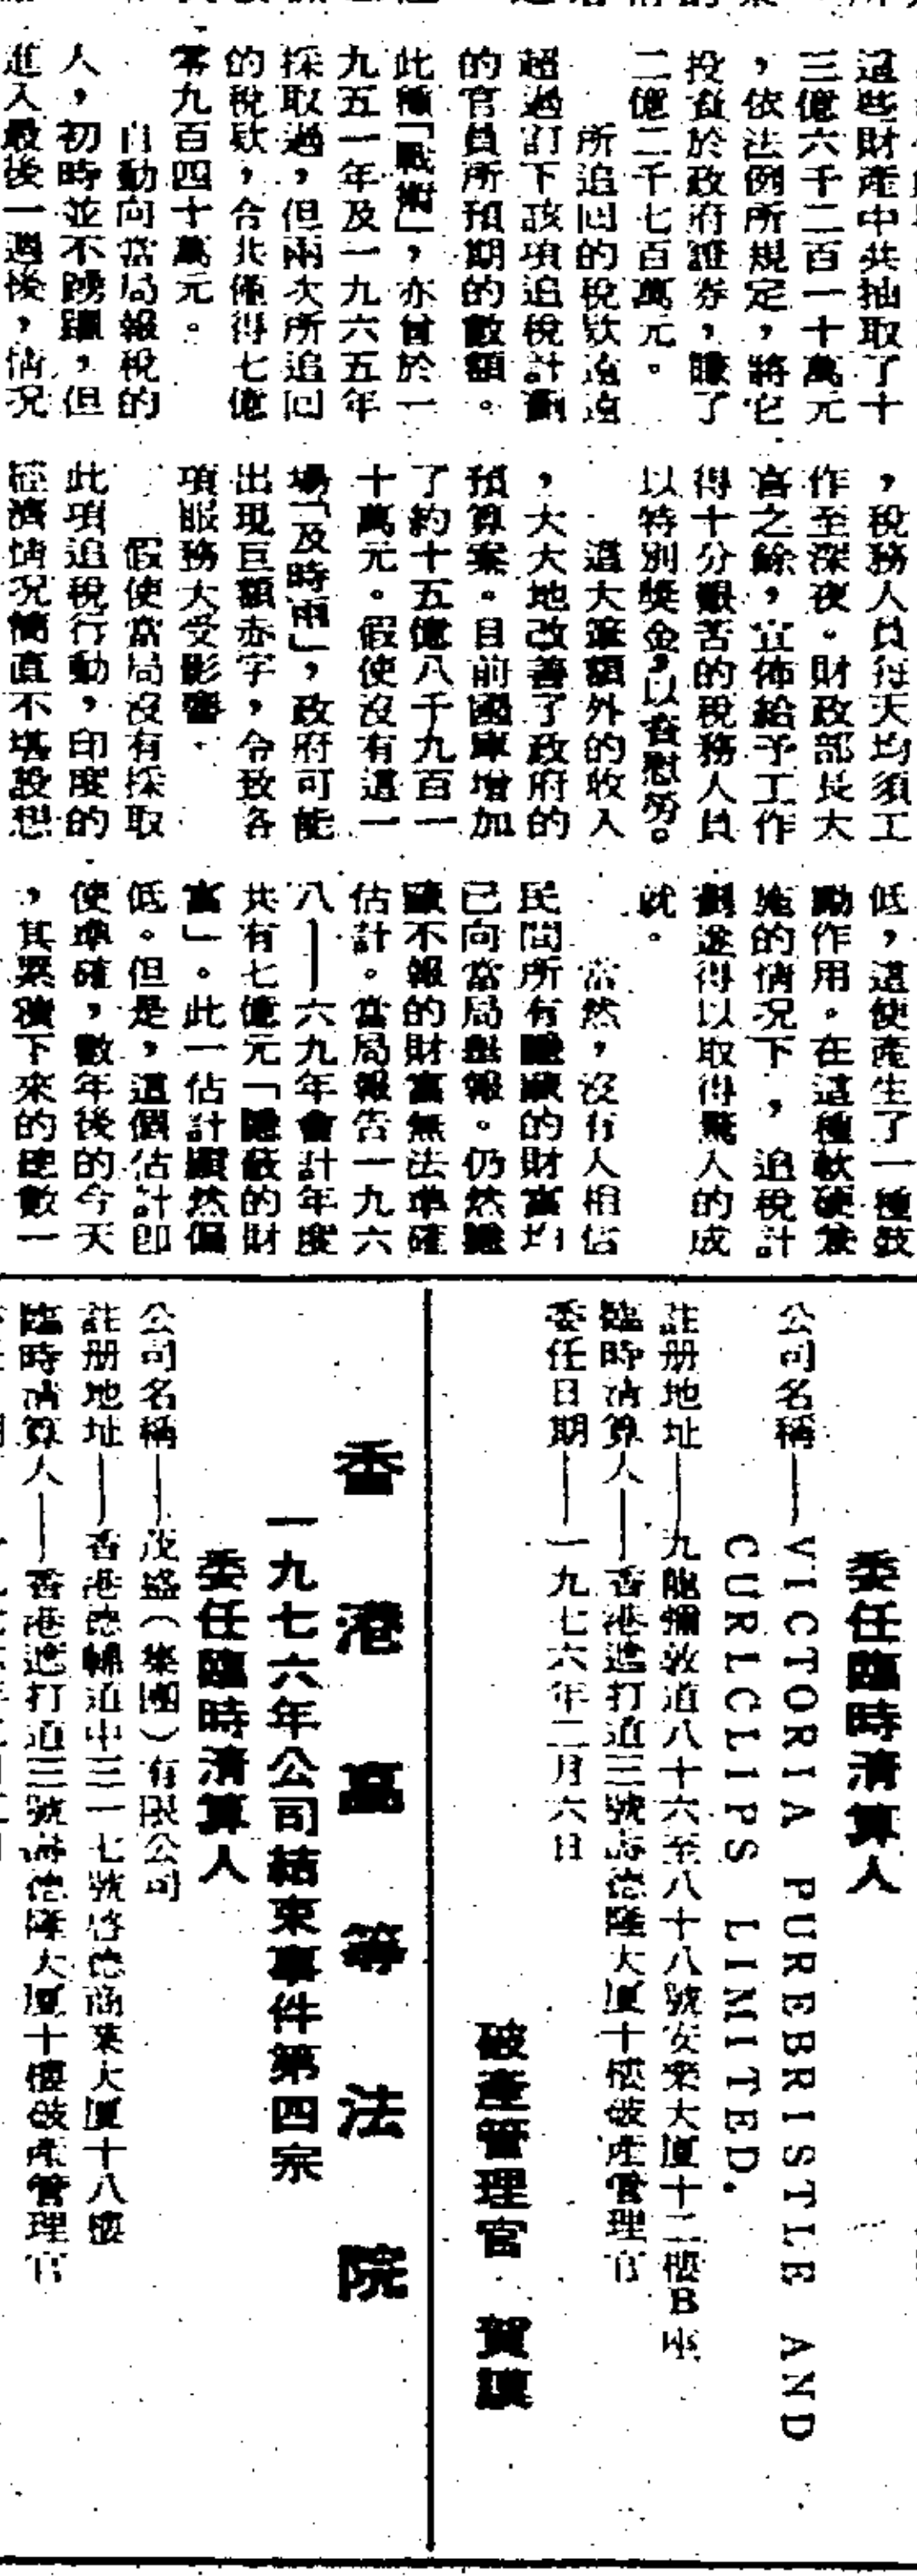 這些財產中共抽取了十
三億六千二百一十萬元
，依法例所規定，將它
投資於政府證券，賺了
二億二千七百萬元。
所追回的稅欵遠遠
超過訂下該項追稅計劃
的官員所預期的數額。
此種「戰術」，亦曾於一
九五一年及一九六五年
採取過，但兩次所追回
的稅欵，合共僅得七億
零九百四十萬元。
自動向當局報稅的
人，初時並不踴躍，但
進入最後一週後，情况
，稅務人員每天均須工
作至深夜。財政部長大
喜之餘，宣佈給予工作
得十分艱苦的稅務人員
以特別獎金，以資慰勞。
這大筆額外的收入
，大大地改善了政府的
預算案。目前國庫增加
了約十五億八千九百一
十萬元。假使沒有這一
場「及時雨」，政府可能
出現巨額赤字，令致各
項服務大受影響。
假使當局沒有採取
此項追稅行動，印度的
經濟情况簡直不堪設想
低，這使產生了一種鼓
動作用。在這種軟硬兼
施的情况下，追稅計
劃遂得以取得驚人的成
就。
當然，沒有人相信
民間所有隱蔽的財富均
已向當局報。仍然隱
瞞不報的財富無法準確
估計。當局報告一九六
八——六九年會計年度
共有七億元「隱蔽的財
富」。此一估計顯然偏
低。但是，這個估計即
使準確，數年後的今天
，其累積下來的總數一
委任臨時清算人
公司名稱——VICTORIA PUREBRISTLE AND
CURLCLIPS LIMITED.
註册地址——九龍彌敦道八十六至八十八號安樂大厦十二樓B座
臨時清算人——香港遮打道三號德隆大厦十樓破產管理官
委任日期——一九七六年二月六日
破產管理官 賀護
香港高等法院
一九七六年公司結束事件第四宗
委任臨時清算人
公司名稱——茂盛（集團）有限公司
註册地址——香港德輔道中三一七號啓德商業大厦十八樓
臨時清算人——香港遮打道三號德隆大厦十樓破產管理官